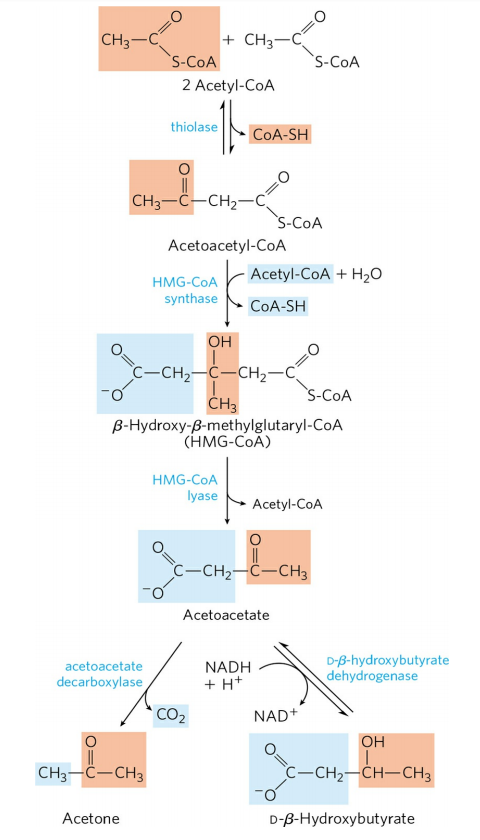 O
CH₃—C
S-CoA
+
O
CH₃—C
S-CoA
2 Acetyl-CoA
thiolase
CoA-SH
O
O
CH₃—C—CH₂—C
S-CoA
Acetoacetyl-CoA
HMG-CoA
synthase
Acetyl-CoA + H₂O
CoA-SH
O
OH
O
C—CH₂—C—CH₂—C
⁻O
CH₃
S-CoA
β-Hydroxy-β-methylglutaryl-CoA
(HMG-CoA)
HMG-CoA
lyase
Acetyl-CoA
O
O
C—CH₂—C—CH₃
⁻O
Acetoacetate
acetoacetate
decarboxylase
CO₂
NADH
+ H⁺
NAD⁺
D-β-hydroxybutyrate
dehydrogenase
O
CH₃—C—CH₃
Acetone
O
OH
C—CH₂—CH—CH₃
⁻O
D-β-Hydroxybutyrate